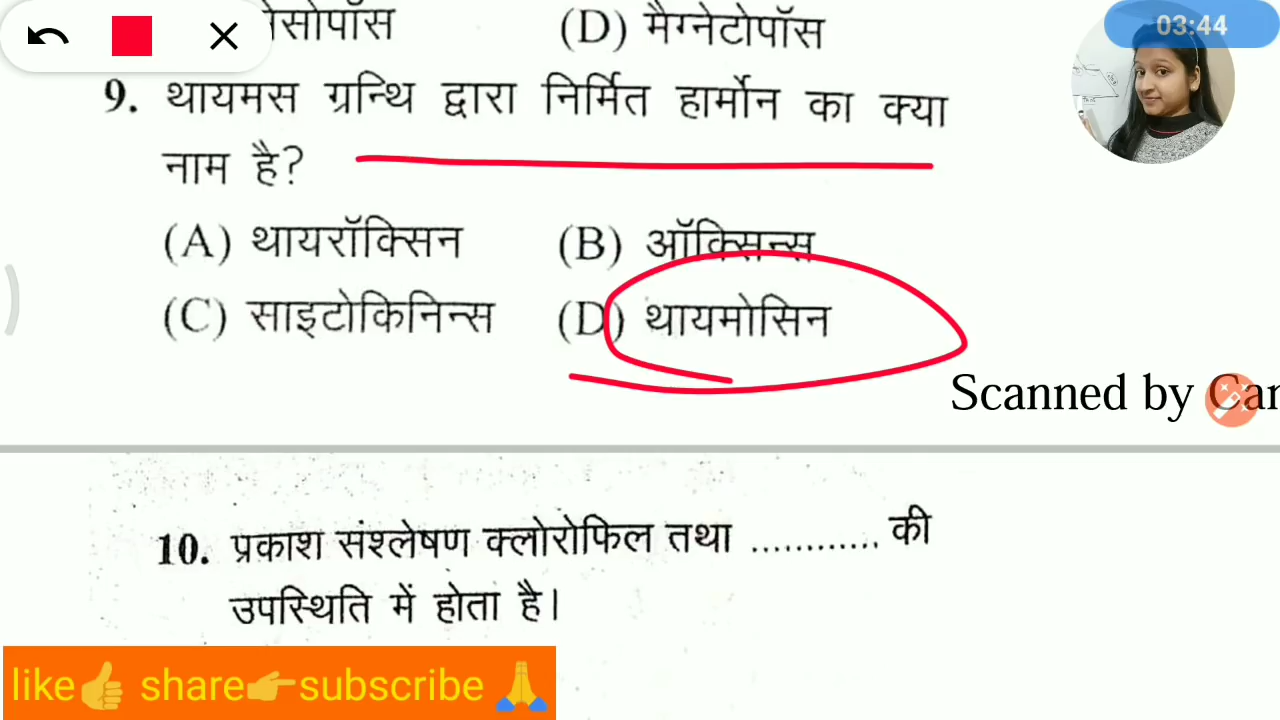 (D) मैग्नेटोपॉस
03:44
9. थायमस ग्रन्थि द्वारा निर्मित हार्मोन का क्या
नाम है?
(A) थायरॉक्सिन (B) ऑक्सिन्स
(C) साइटोकिनिन्स (D) थायमोसिन
Scanned by
10. प्रकाश संश्लेषण क्लोरोफिल तथा ............ की
उपस्थिति में होता है।
like👍 share👉subscribe 🙏